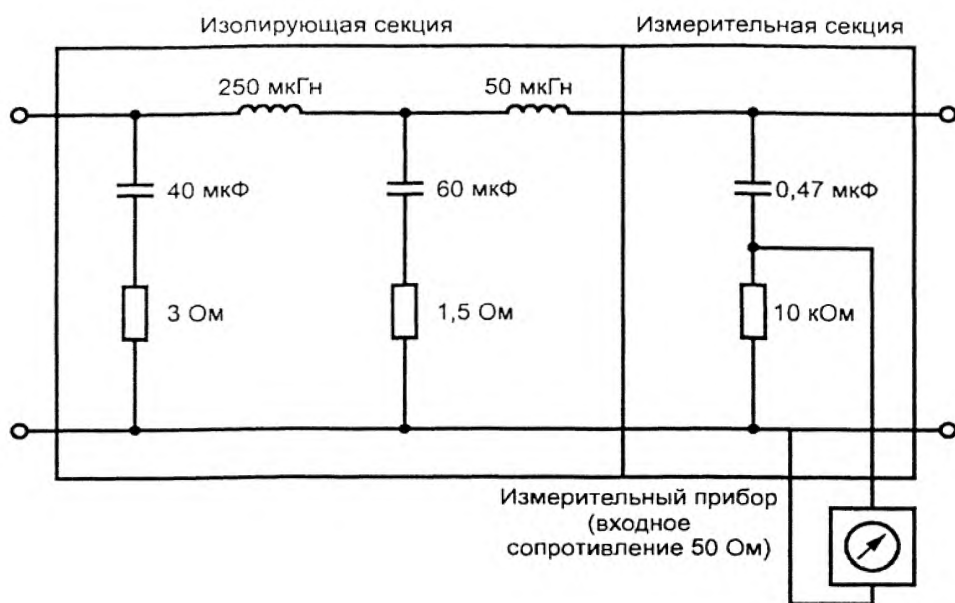 Изолирующая секция
Измерительная секция
250 мкГн
50 мкГн
40 мкФ
60 мкФ
0,47 мкФ
3 Ом
1,5 Ом
10 кОм
Измерительный прибор
(входное
сопротивление 50 Ом)